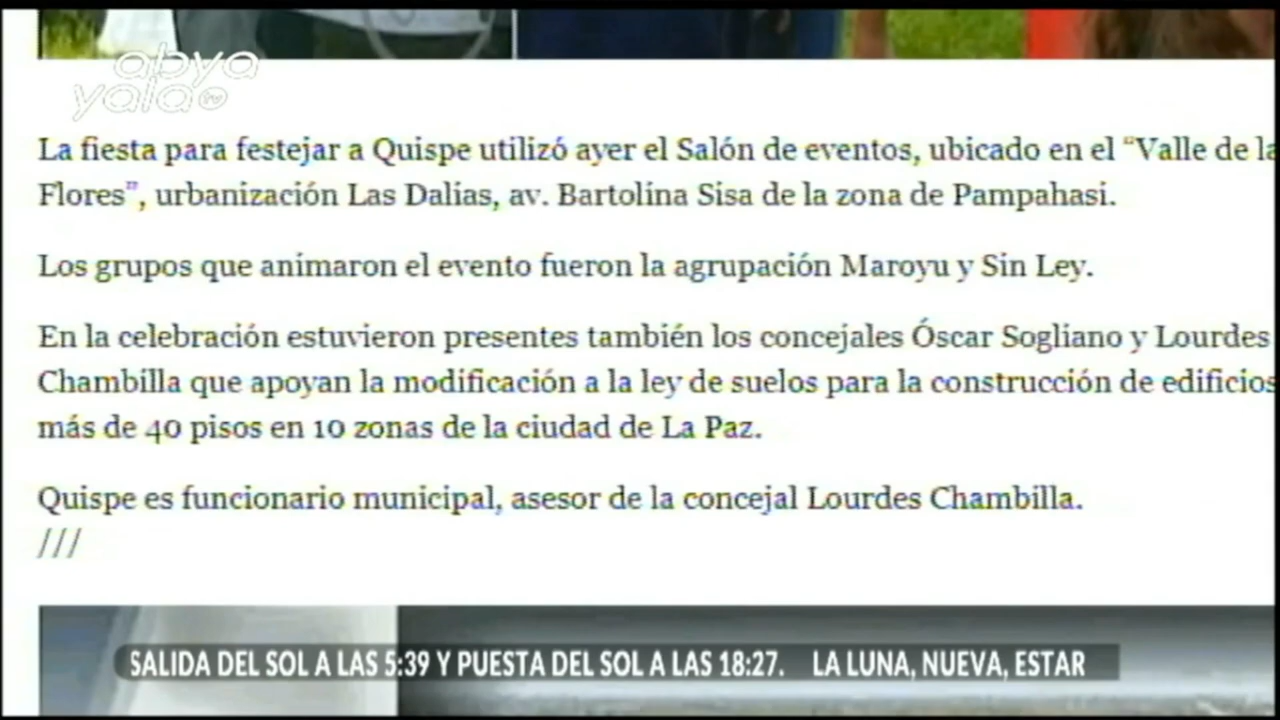 abya
yala tv
La fiesta para festejar a Quispe utilizó ayer el Salón de eventos, ubicado en el “Valle de la
Flores”, urbanización Las Dalias, av. Bartolina Sisa de la zona de Pampahasi.
Los grupos que animaron el evento fueron la agrupación Maroyu y Sin Ley.
En la celebración estuvieron presentes también los concejales Óscar Sogliano y Lourdes
Chambilla que apoyan la modificación a la ley de suelos para la construcción de edificios
más de 40 pisos en 10 zonas de la ciudad de La Paz.
Quispe es funcionario municipal, asesor de la concejal Lourdes Chambilla.
///
SALIDA DEL SOL A LAS 5:39 Y PUESTA DEL SOL A LAS 18:27. LA LUNA, NUEVA, ESTAR